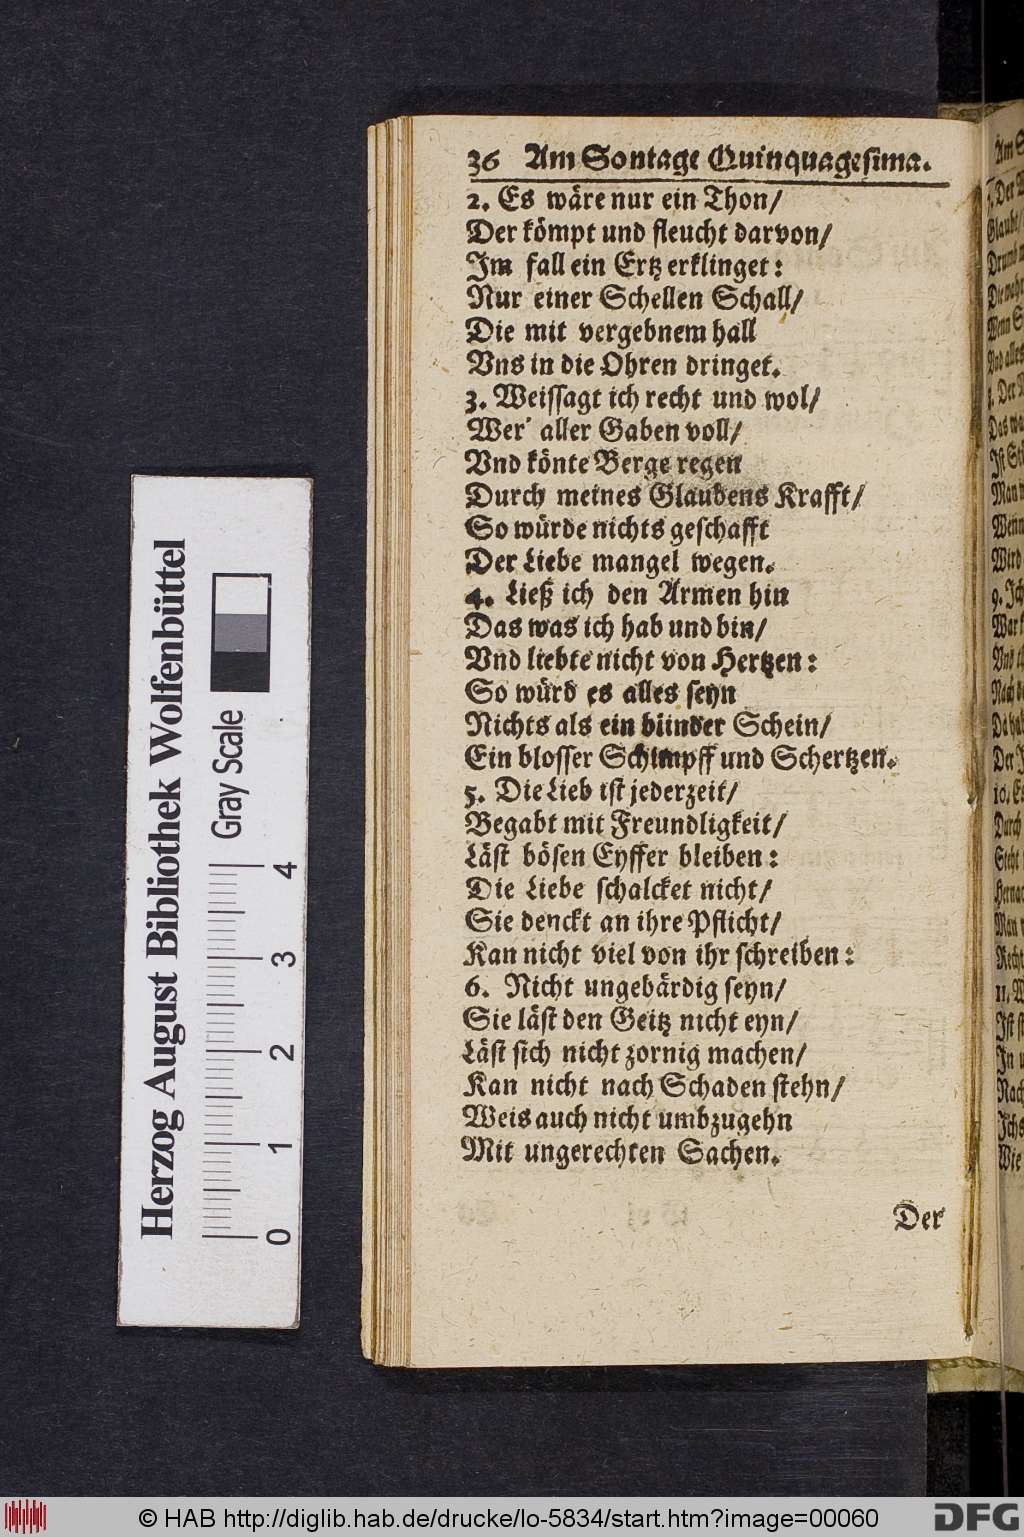 36 Am Sontage Quinquagesima.
2. Es wäre nur ein Thon/
Der kömpt und fleucht darvon/
Im fall ein Ertz erklinget:
Nur einer Schellen Schall/
Die mit vergebnem hall
Vns in die Ohren dringet.
3. Weissagt ich recht und wol/
Wer' aller Gaben voll/
Vnd könte Berge regen
Durch meines Glaubens Krafft/
So würde nichts geschafft
Der Liebe mangel wegen.
4. Ließ ich den Armen hin
Das was ich hab und bin/
Vnd liebte nicht von Hertzen:
So würd es alles seyn
Nichts als ein blinder Schein/
Ein blosser Schimpff und Schertzen.
5. Die Lieb ist jederzeit/
Begabt mit Freundligkeit/
Läst bösen Eyffer bleiben:
Die Liebe schalcket nicht/
Sie denckt an ihre Pflicht/
Kan nicht viel von ihr schreiben:
6. Nicht ungebärdig seyn/
Sie läst den Geitz nicht eyn/
Läst sich nicht zornig machen/
Kan nicht nach Schaden stehn/
Weis auch nicht umbzugehn
Mit ungerechten Sachen.
Der
Herzog August Bibliothek Wolfenbüttel
Gray Scale
0 1 2 3 4
© HAB http://diglib.hab.de/drucke/lo-5834/start.htm?image=00060
DFG